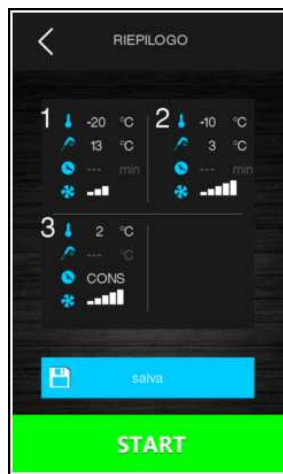 RIEPILOGO
1 -20 °C
13 °C
--- min
2 -10 °C
3 °C
--- min
3 2 °C
--- °C
CONS
salva
START